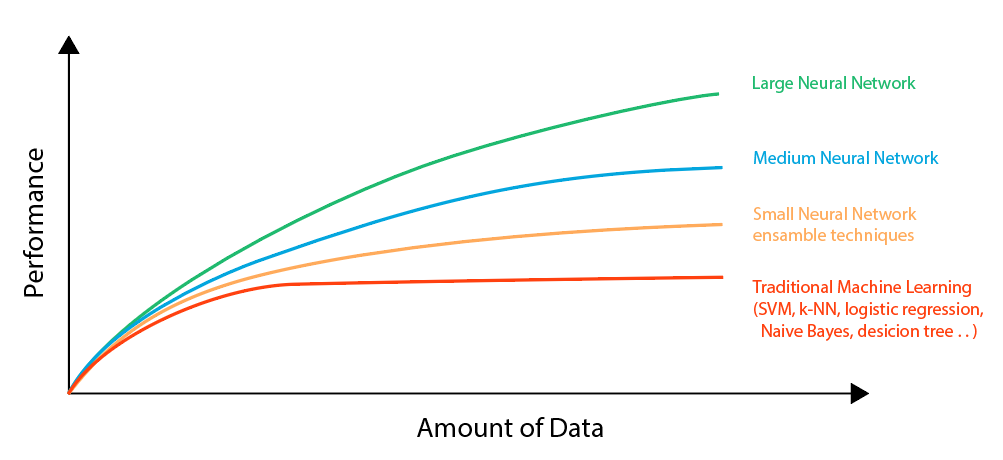 Performance
Large Neural Network
Medium Neural Network
Small Neural Network
ensamble techniques
Traditional Machine Learning
(SVM, k-NN, logistic regression,
Naive Bayes, desicion tree . . )
Amount of Data